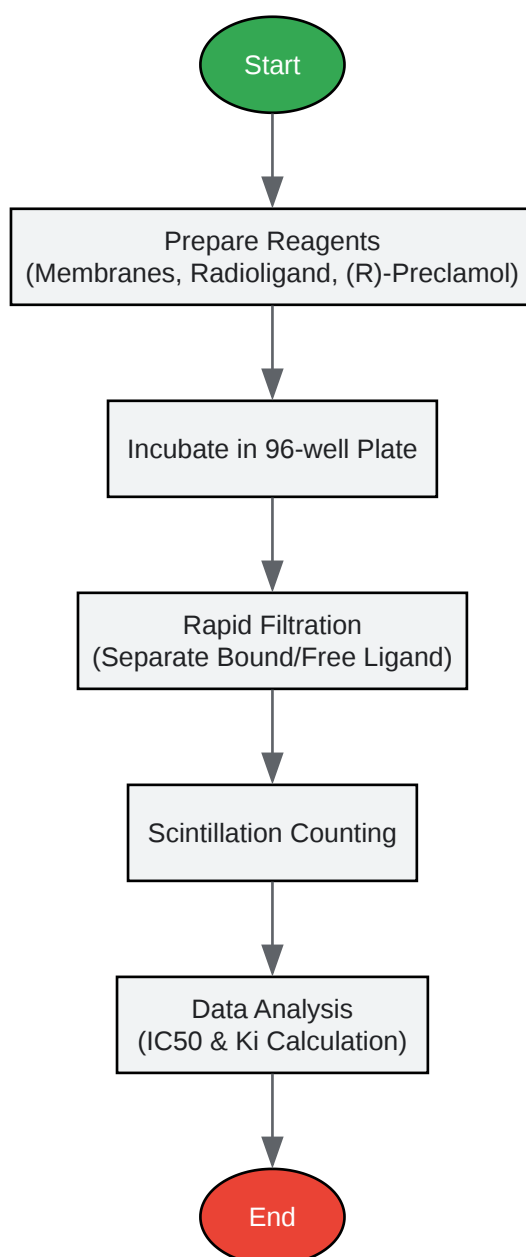 Start
Prepare Reagents
(Membranes, Radioligand, (R)-Preclamol)
Incubate in 96-well Plate
Rapid Filtration
(Separate Bound/Free Ligand)
Scintillation Counting
Data Analysis
(IC50 & Ki Calculation)
End